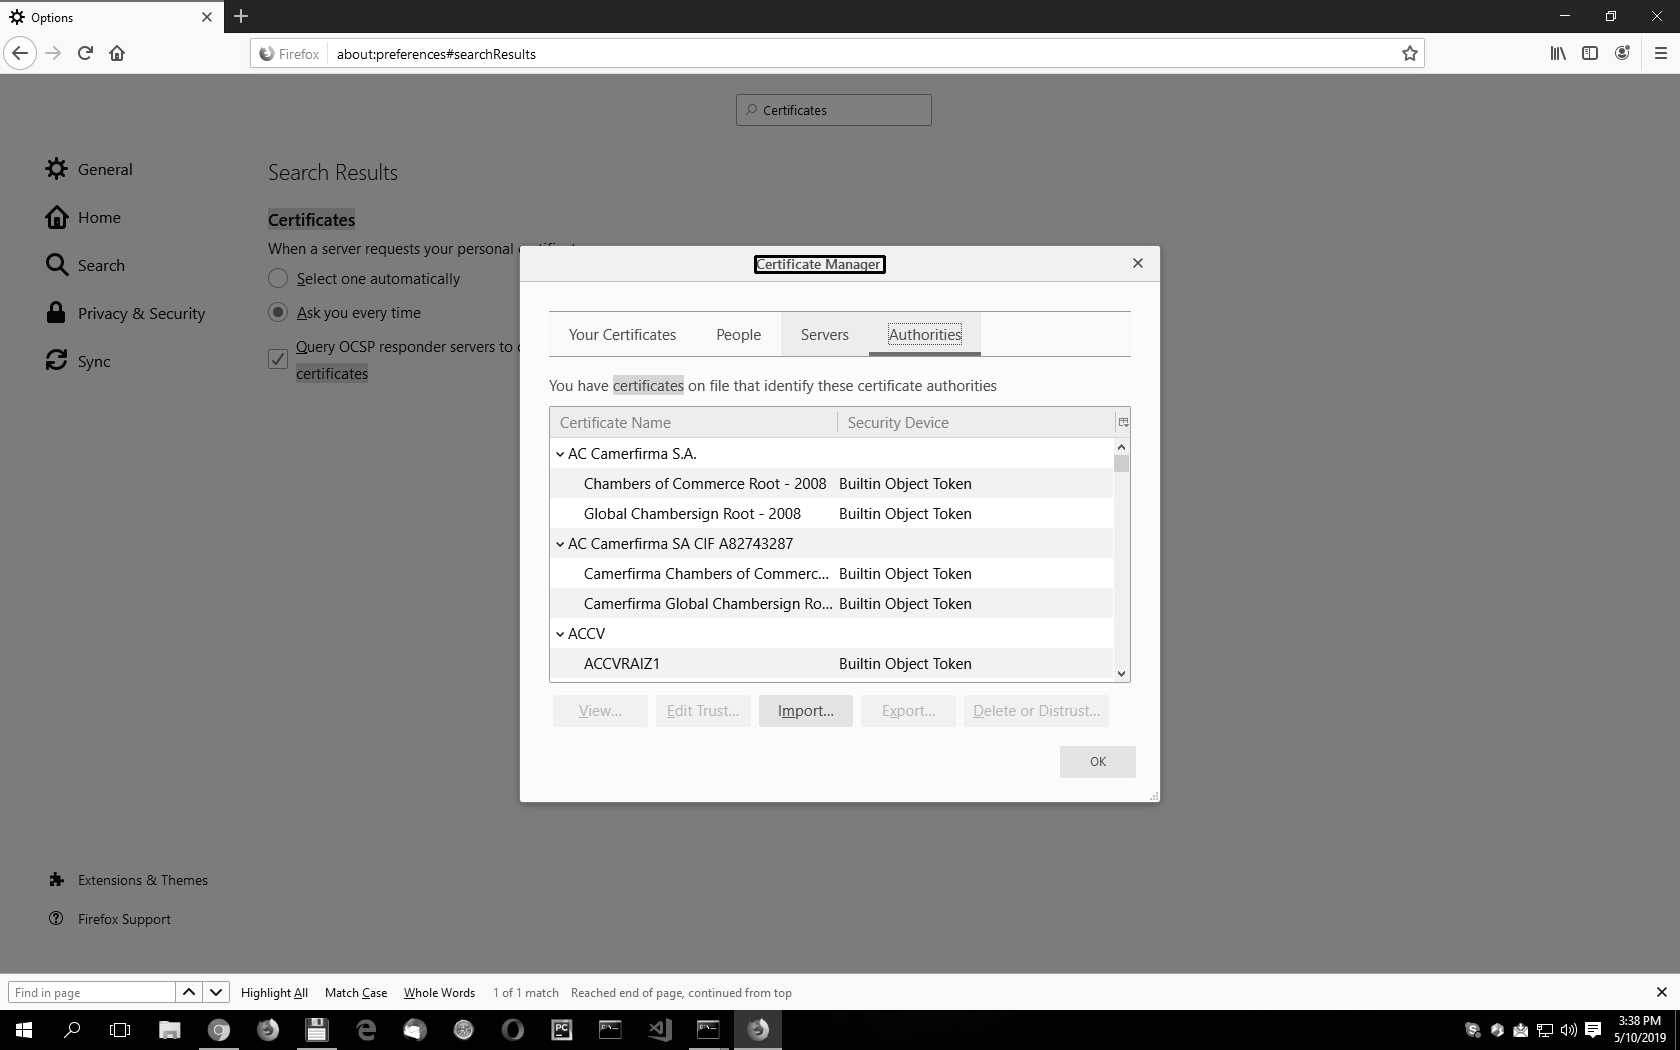 Options
Firefox
about:preferences#searchResults
Certificates
General
Home
Search
Privacy & Security
Sync
Search Results
Certificates
When a server requests your personal
Select one automatically
Ask you every time
Query OCSP responder servers to
certificates
Certificate Manager
Your Certificates People Servers Authorities
You have certificates on file that identify these certificate authorities
Certificate Name Security Device
AC Camerfirma S.A.
Chambers of Commerce Root - 2008 Builtin Object Token
Global Chambersign Root - 2008 Builtin Object Token
AC Camerfirma SA CIF A82743287
Camerfirma Chambers of Commerc... Builtin Object Token
Camerfirma Global Chambersign Ro... Builtin Object Token
ACCV
ACCVRAIZ1 Builtin Object Token
View... Edit Trust... Import... Export... Delete or Distrust...
OK
Extensions & Themes
Firefox Support
Find in page Highlight All Match Case Whole Words 1 of 1 match Reached end of page, continued from top
PC
3:38 PM
5/10/2019